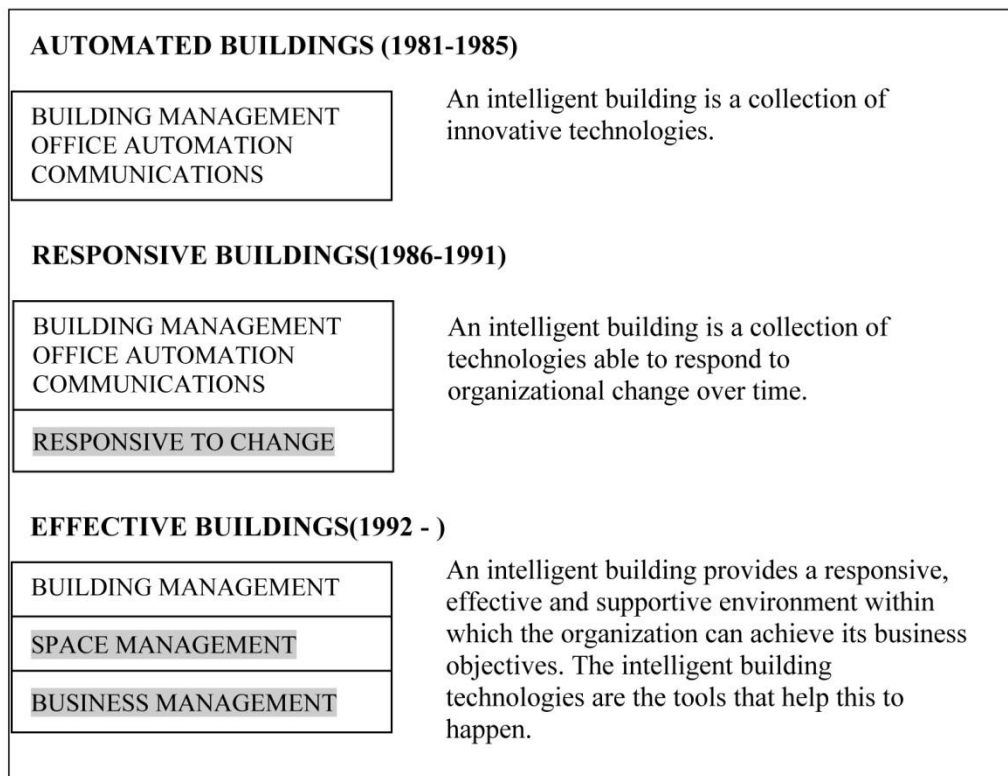 AUTOMATED BUILDINGS (1981-1985)
BUILDING MANAGEMENT
OFFICE AUTOMATION
COMMUNICATIONS
An intelligent building is a collection of
innovative technologies.
RESPONSIVE BUILDINGS(1986-1991)
BUILDING MANAGEMENT
OFFICE AUTOMATION
COMMUNICATIONS
RESPONSIVE TO CHANGE
An intelligent building is a collection of
technologies able to respond to
organizational change over time.
EFFECTIVE BUILDINGS(1992 - )
BUILDING MANAGEMENT
SPACE MANAGEMENT
BUSINESS MANAGEMENT
An intelligent building provides a responsive,
effective and supportive environment within
which the organization can achieve its business
objectives. The intelligent building
technologies are the tools that help this to
happen.